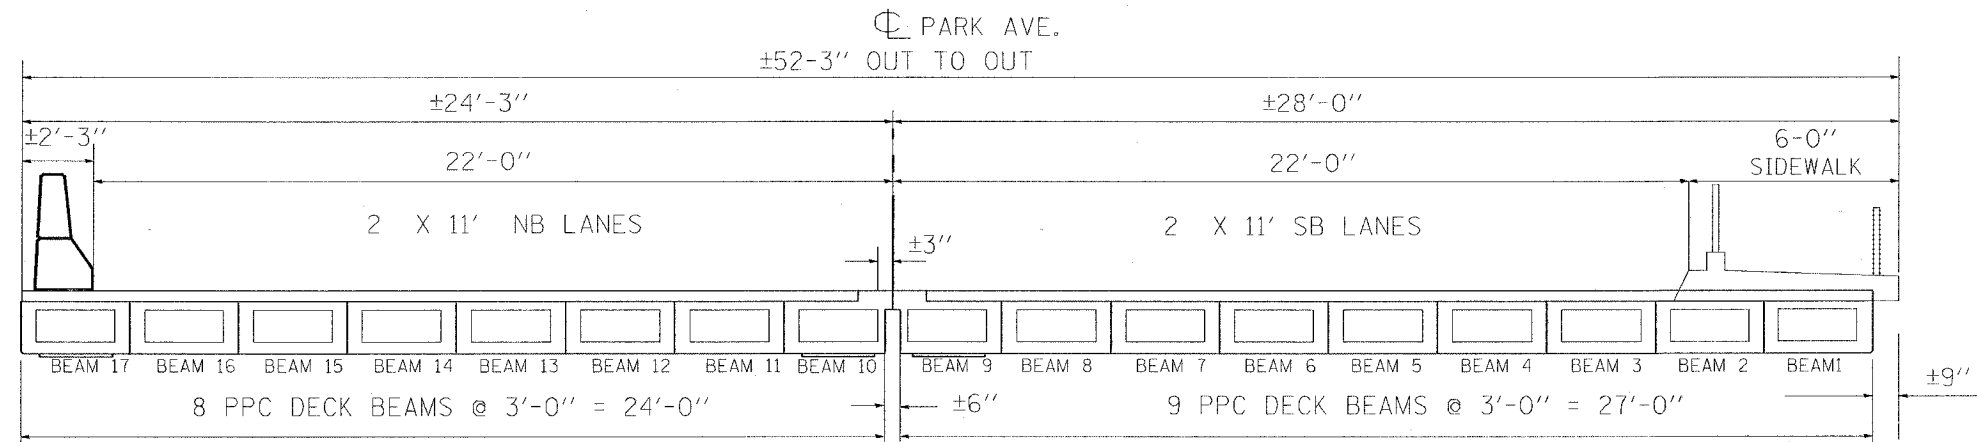 ℄ PARK AVE.
±52-3" OUT TO OUT
±24'-3" ±28'-0"
±2'-3" 22'-0" 22'-0" 6-0"
SIDEWALK
2 X 11' NB LANES 2 X 11' SB LANES
±3"
BEAM 17 BEAM 16 BEAM 15 BEAM 14 BEAM 13 BEAM 12 BEAM 11 BEAM 10 BEAM 9 BEAM 8 BEAM 7 BEAM 6 BEAM 5 BEAM 4 BEAM 3 BEAM 2 BEAM1
±9"
8 PPC DECK BEAMS @ 3'-0" = 24'-0" ±6" 9 PPC DECK BEAMS @ 3'-0" = 27'-0"